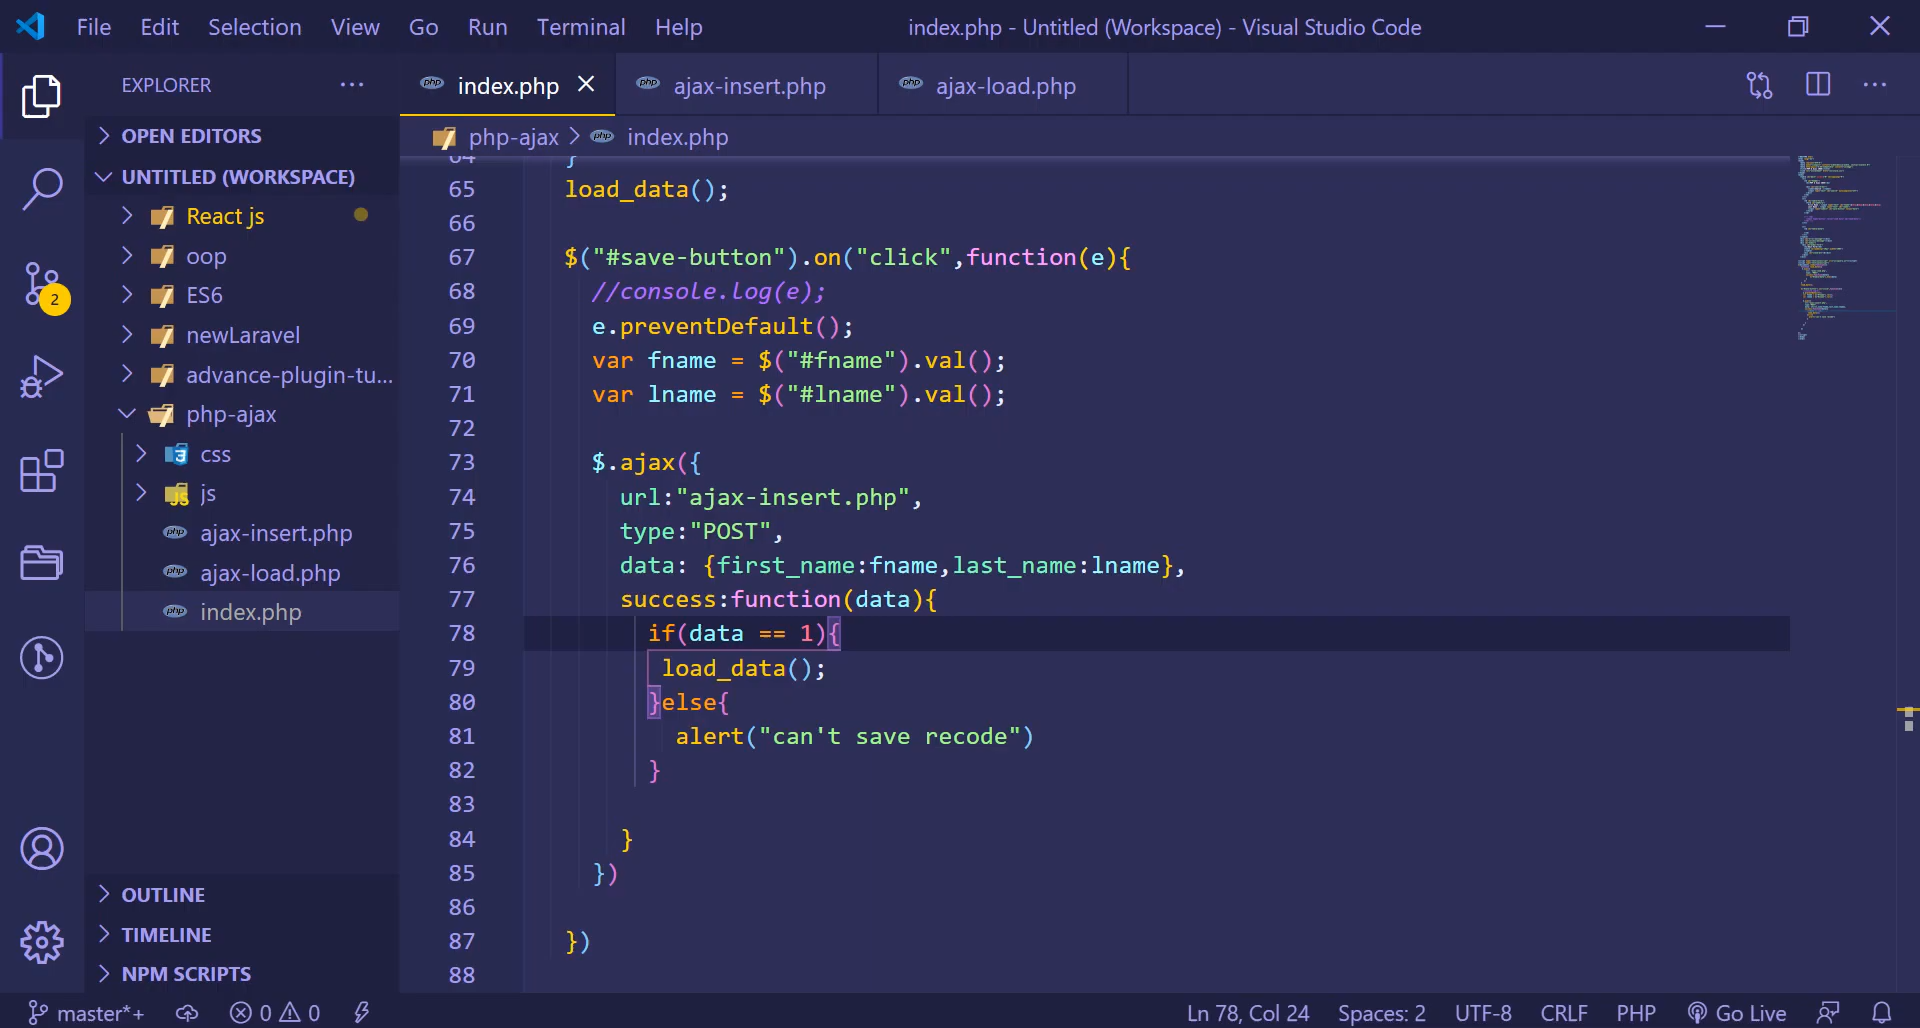 File Edit Selection View Go Run Terminal Help
index.php - Untitled (Workspace) - Visual Studio Code
EXPLORER
OPEN EDITORS
UNTITLED (WORKSPACE)
React js
oop
ES6
newLaravel
advance-plugin-tu...
php-ajax
css
js
ajax-insert.php
ajax-load.php
index.php
OUTLINE
TIMELINE
NPM SCRIPTS
2
index.php ajax-insert.php ajax-load.php
php-ajax > index.php
64 }
65 load_data();
66
67 $("#save-button").on("click",function(e){
68 //console.log(e);
69 e.preventDefault();
70 var fname = $("#fname").val();
71 var lname = $("#lname").val();
72
73 $.ajax({
74 url:"ajax-insert.php",
75 type:"POST",
76 data: {first_name:fname,last_name:lname},
77 success:function(data){
78 if(data == 1){
79 load_data();
80 }else{
81 alert("can't save recode")
82 }
83
84 }
85 })
86
87 })
88
master*+ 0 0 Ln 78, Col 24 Spaces: 2 UTF-8 CRLF PHP Go Live